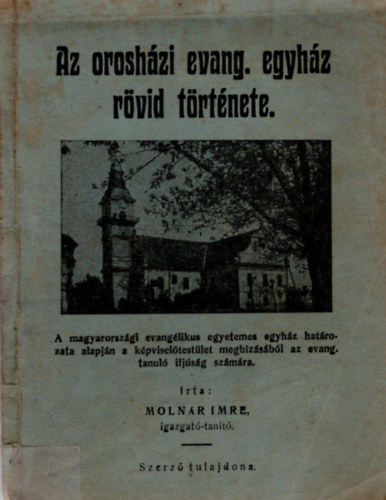 Az orosházi evang. egyház
rövid története.
A magyarországi evangélikus egyetemes egyház határo-
zata alapján a képviselőtestület megbízásából az evang.
tanuló ifjúság számára.
Irta:
MOLNÁR IMRE,
igazgató-tanító.
Szerző tulajdona.